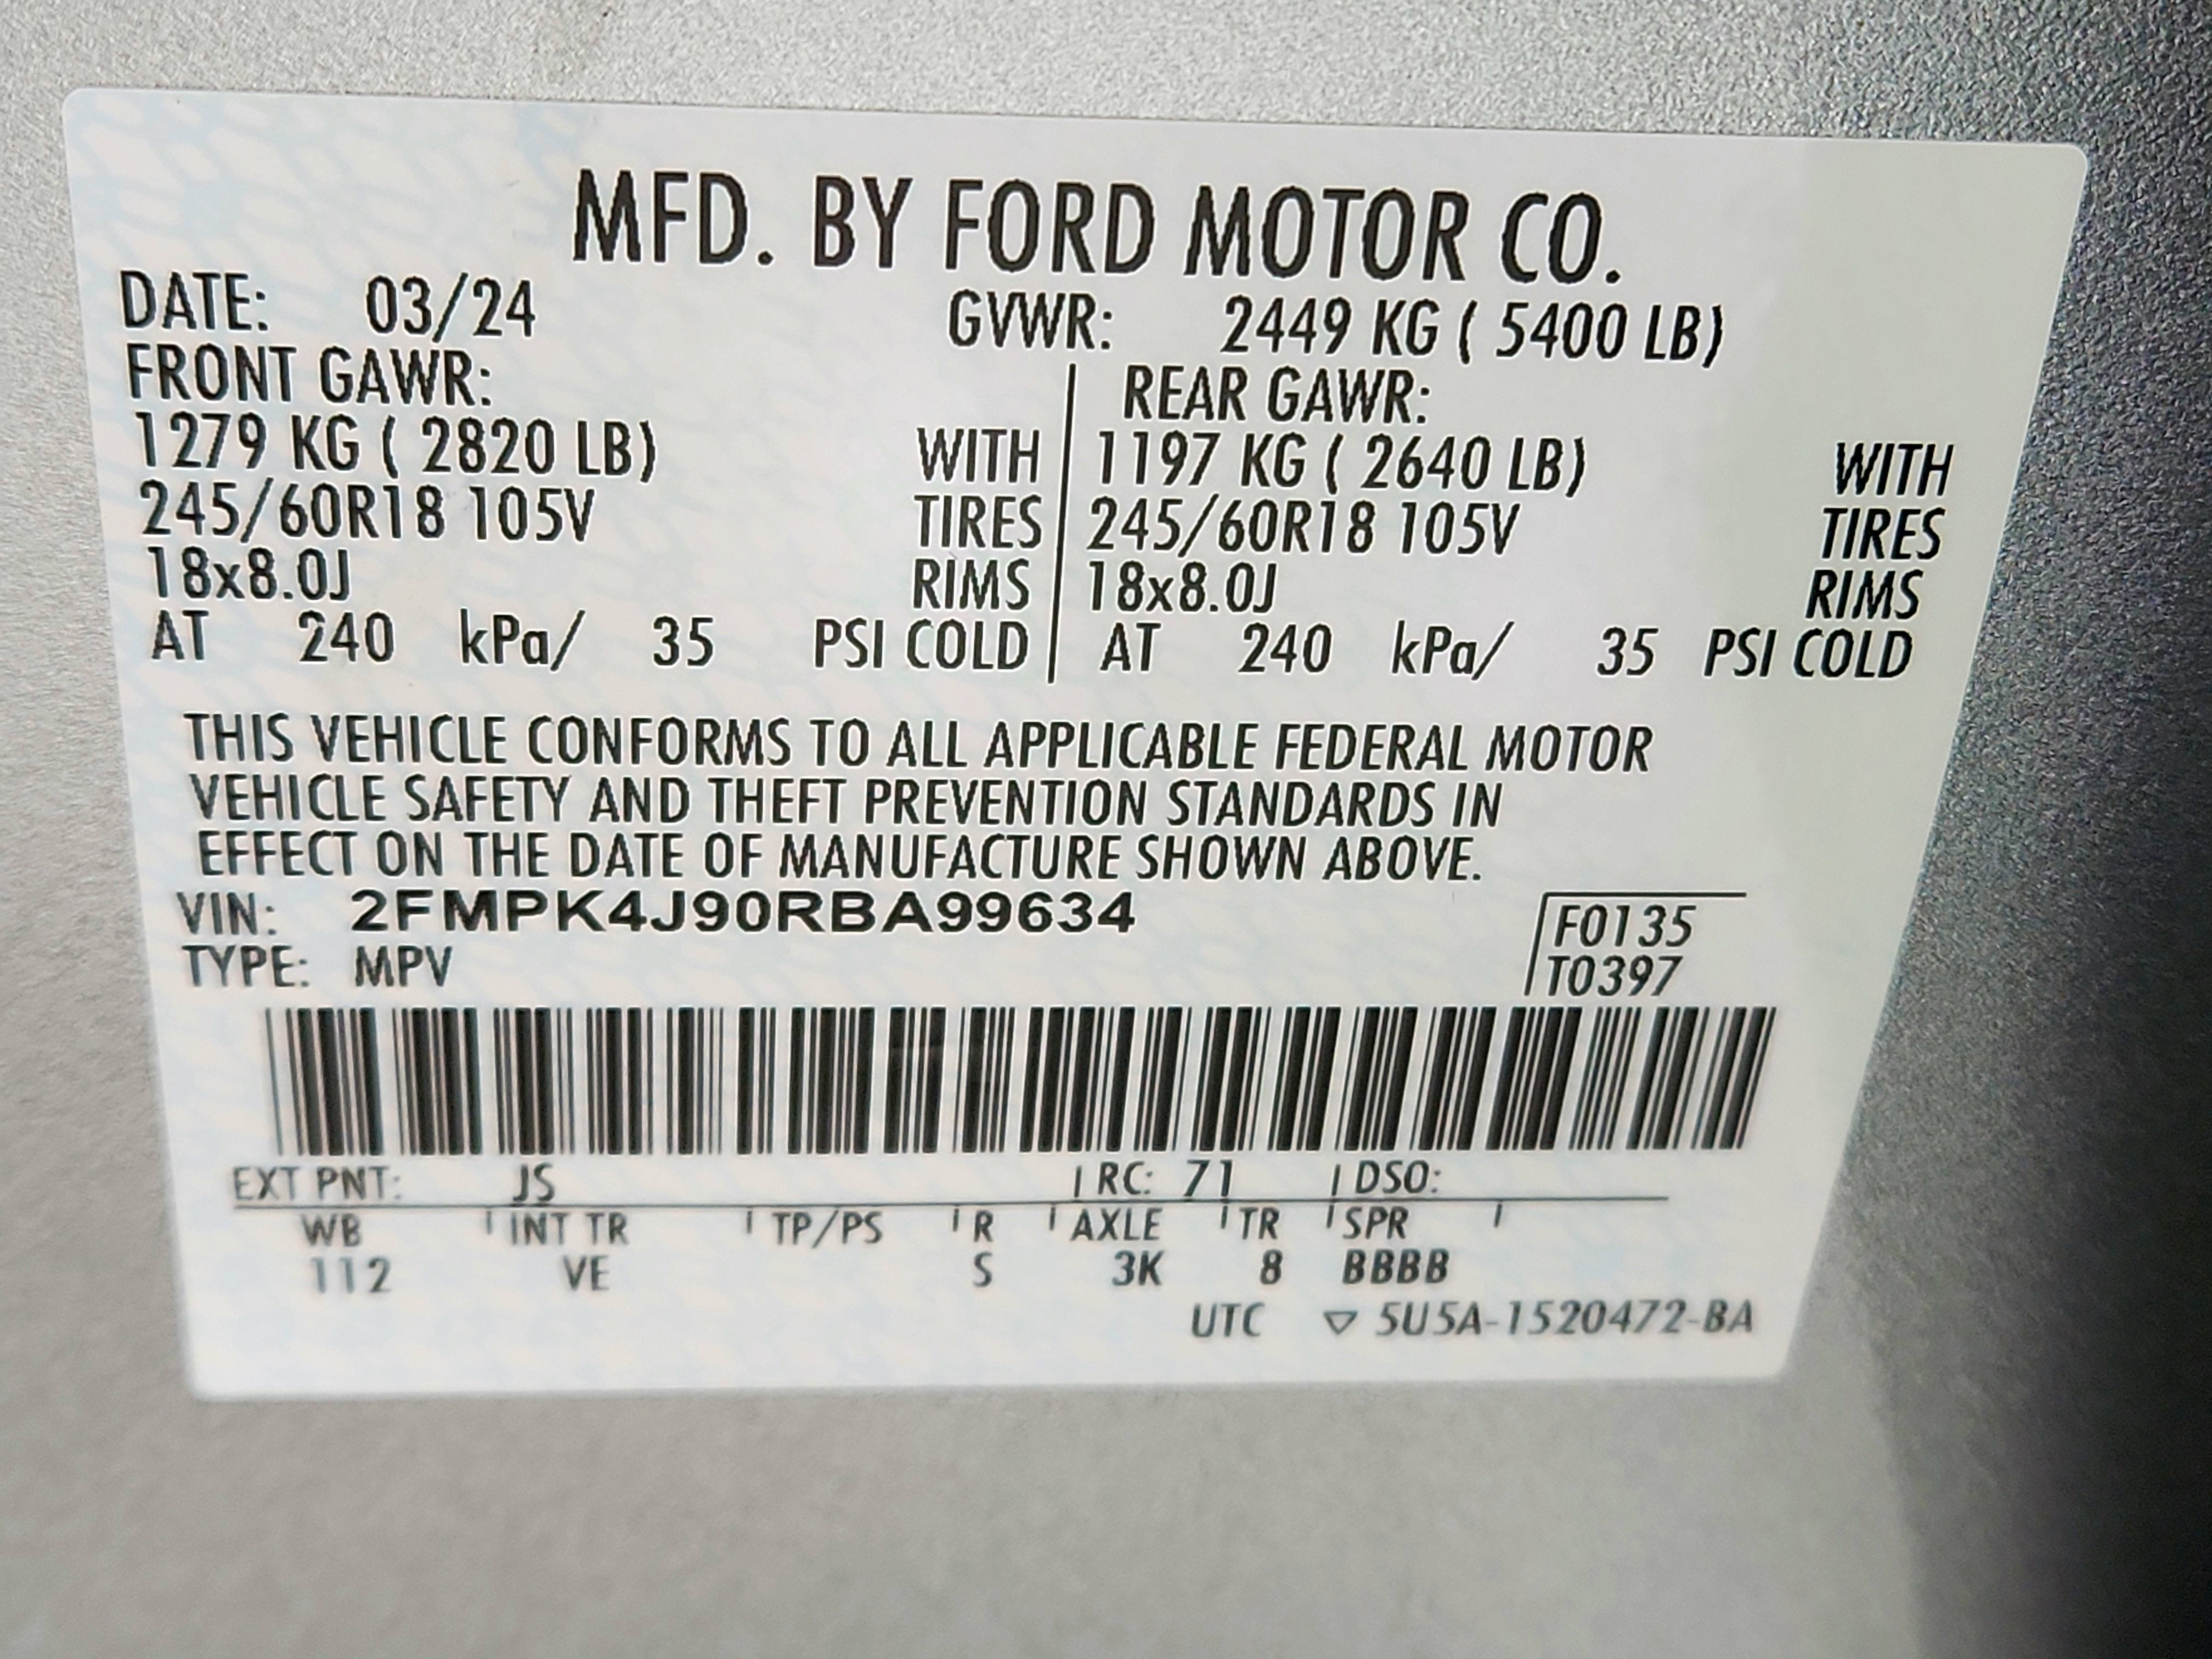 MFD. BY FORD MOTOR CO.
DATE: 03/24 GVWR: 2449 KG ( 5400 LB)
FRONT GAWR: REAR GAWR:
1279 KG ( 2820 LB) WITH 1197 KG ( 2640 LB) WITH
245/60R18 105V TIRES 245/60R18 105V TIRES
18x8.0J RIMS 18x8.0J RIMS
AT 240 kPa/ 35 PSI COLD AT 240 kPa/ 35 PSI COLD
THIS VEHICLE CONFORMS TO ALL APPLICABLE FEDERAL MOTOR
VEHICLE SAFETY AND THEFT PREVENTION STANDARDS IN
EFFECT ON THE DATE OF MANUFACTURE SHOWN ABOVE.
VIN: 2FMPK4J90RBA99634 F0135
TYPE: MPV T0397
EXT PNT: JS RC: 71 DSO:
WB INT TR TP/PS R AXLE TR SPR
112 VE S 3K 8 BBBB
UTC ▽ 5U5A-1520472-BA